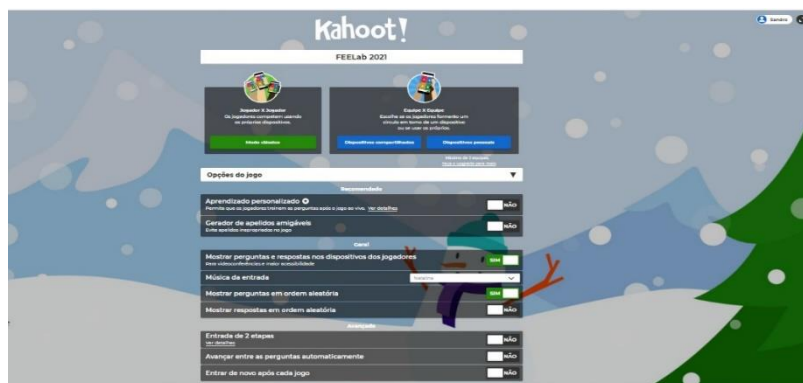 Kahoot!
Sandra
FEELab 2021
Jogador X Jogador
Os jogadores competem usando
os próprios dispositivos.
Modo clássico
Equipe X Equipe
Escolha se os jogadores formarão um
círculo em torno de um dispositivo
ou se usar os próprios.
Dispositivos compartilhados
Dispositivos pessoais
Opções do jogo
Recomendado
Aprendizado personalizado
NÃO
Permite que os jogadores treinem as perguntas após o jogo ao vivo. Ver detalhes
Gerador de apelidos amigáveis
NÃO
Evite apelidos inapropriados no jogo
Geral
Mostrar perguntas e respostas nos dispositivos dos jogadores
SIM
Para videoconferências e maior acessibilidade
Música da entrada
Mostrar perguntas em ordem aleatória
SIM
Mostrar respostas em ordem aleatória
NÃO
Avançado
Entrada de 2 etapas
NÃO
Ver detalhes
Avançar entre as perguntas automaticamente
NÃO
Entrar de novo após cada jogo
NÃO